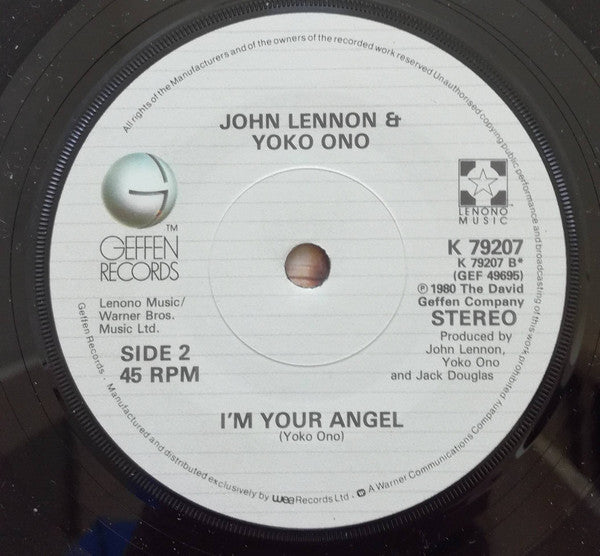 All rights of the Manufacturers and of the owners of the recorded work reserved Unauthorised copying public performance and broadcasting of this work prohibited
JOHN LENNON &
YOKO ONO
G
TM
GEFFEN
RECORDS
LENONO
MUSIC
TM
Lenono Music/
Warner Bros.
Music Ltd.
SIDE 2
45 RPM
K 79207
K 79207 B*
(GEF 49695)
℗ 1980 The David
Geffen Company
STEREO
Produced by
John Lennon,
Yoko Ono
and Jack Douglas
I'M YOUR ANGEL
(Yoko Ono)
Geffen Records. Manufactured and distributed exclusively by wea Records Ltd. A Warner Communications Company